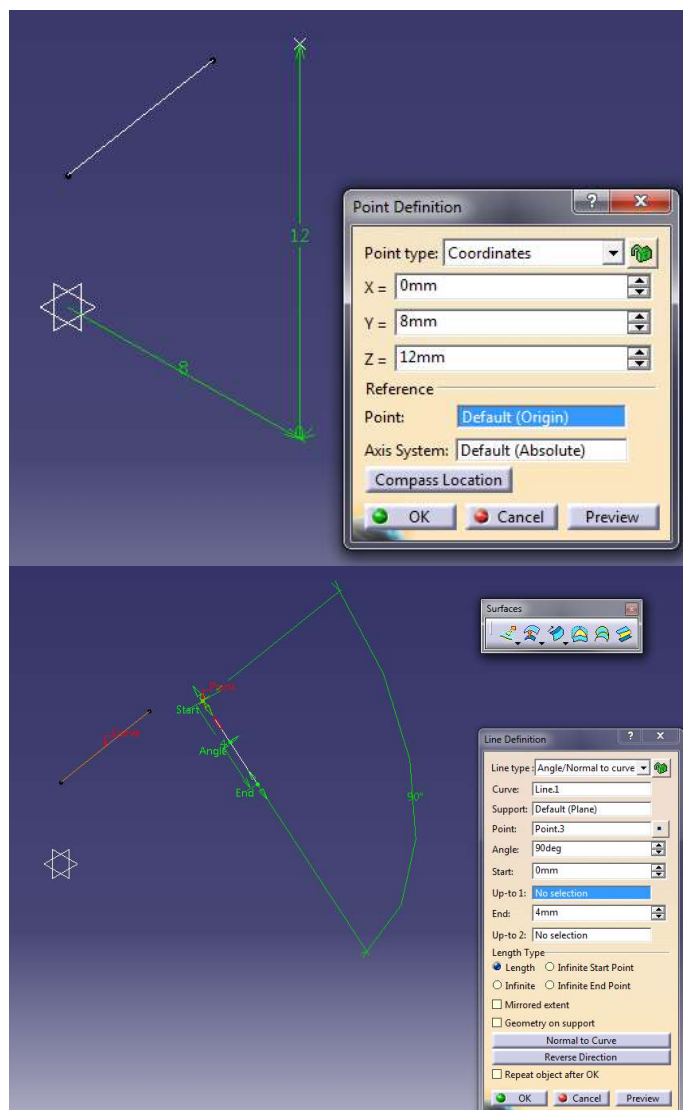 12
8
0
Point Definition
?
X
Point type: Coordinates
X = 0mm
Y = 8mm
Z = 12mm
Reference
Point: Default (Origin)
Axis System: Default (Absolute)
Compass Location
OK Cancel Preview
Surfaces
Point
Start
Angle
4
End
90°
Line Definition
? X
Line type : Angle/Normal to curve
Curve: Line.1
Support: Default (Plane)
Point: Point.3
Angle: 90deg
Start: 0mm
Up-to 1: No selection
End: 4mm
Up-to 2: No selection
Length Type
Length Infinite Start Point
Infinite Infinite End Point
Mirrored extent
Geometry on support
Normal to Curve
Reverse Direction
Repeat object after OK
OK Cancel Preview